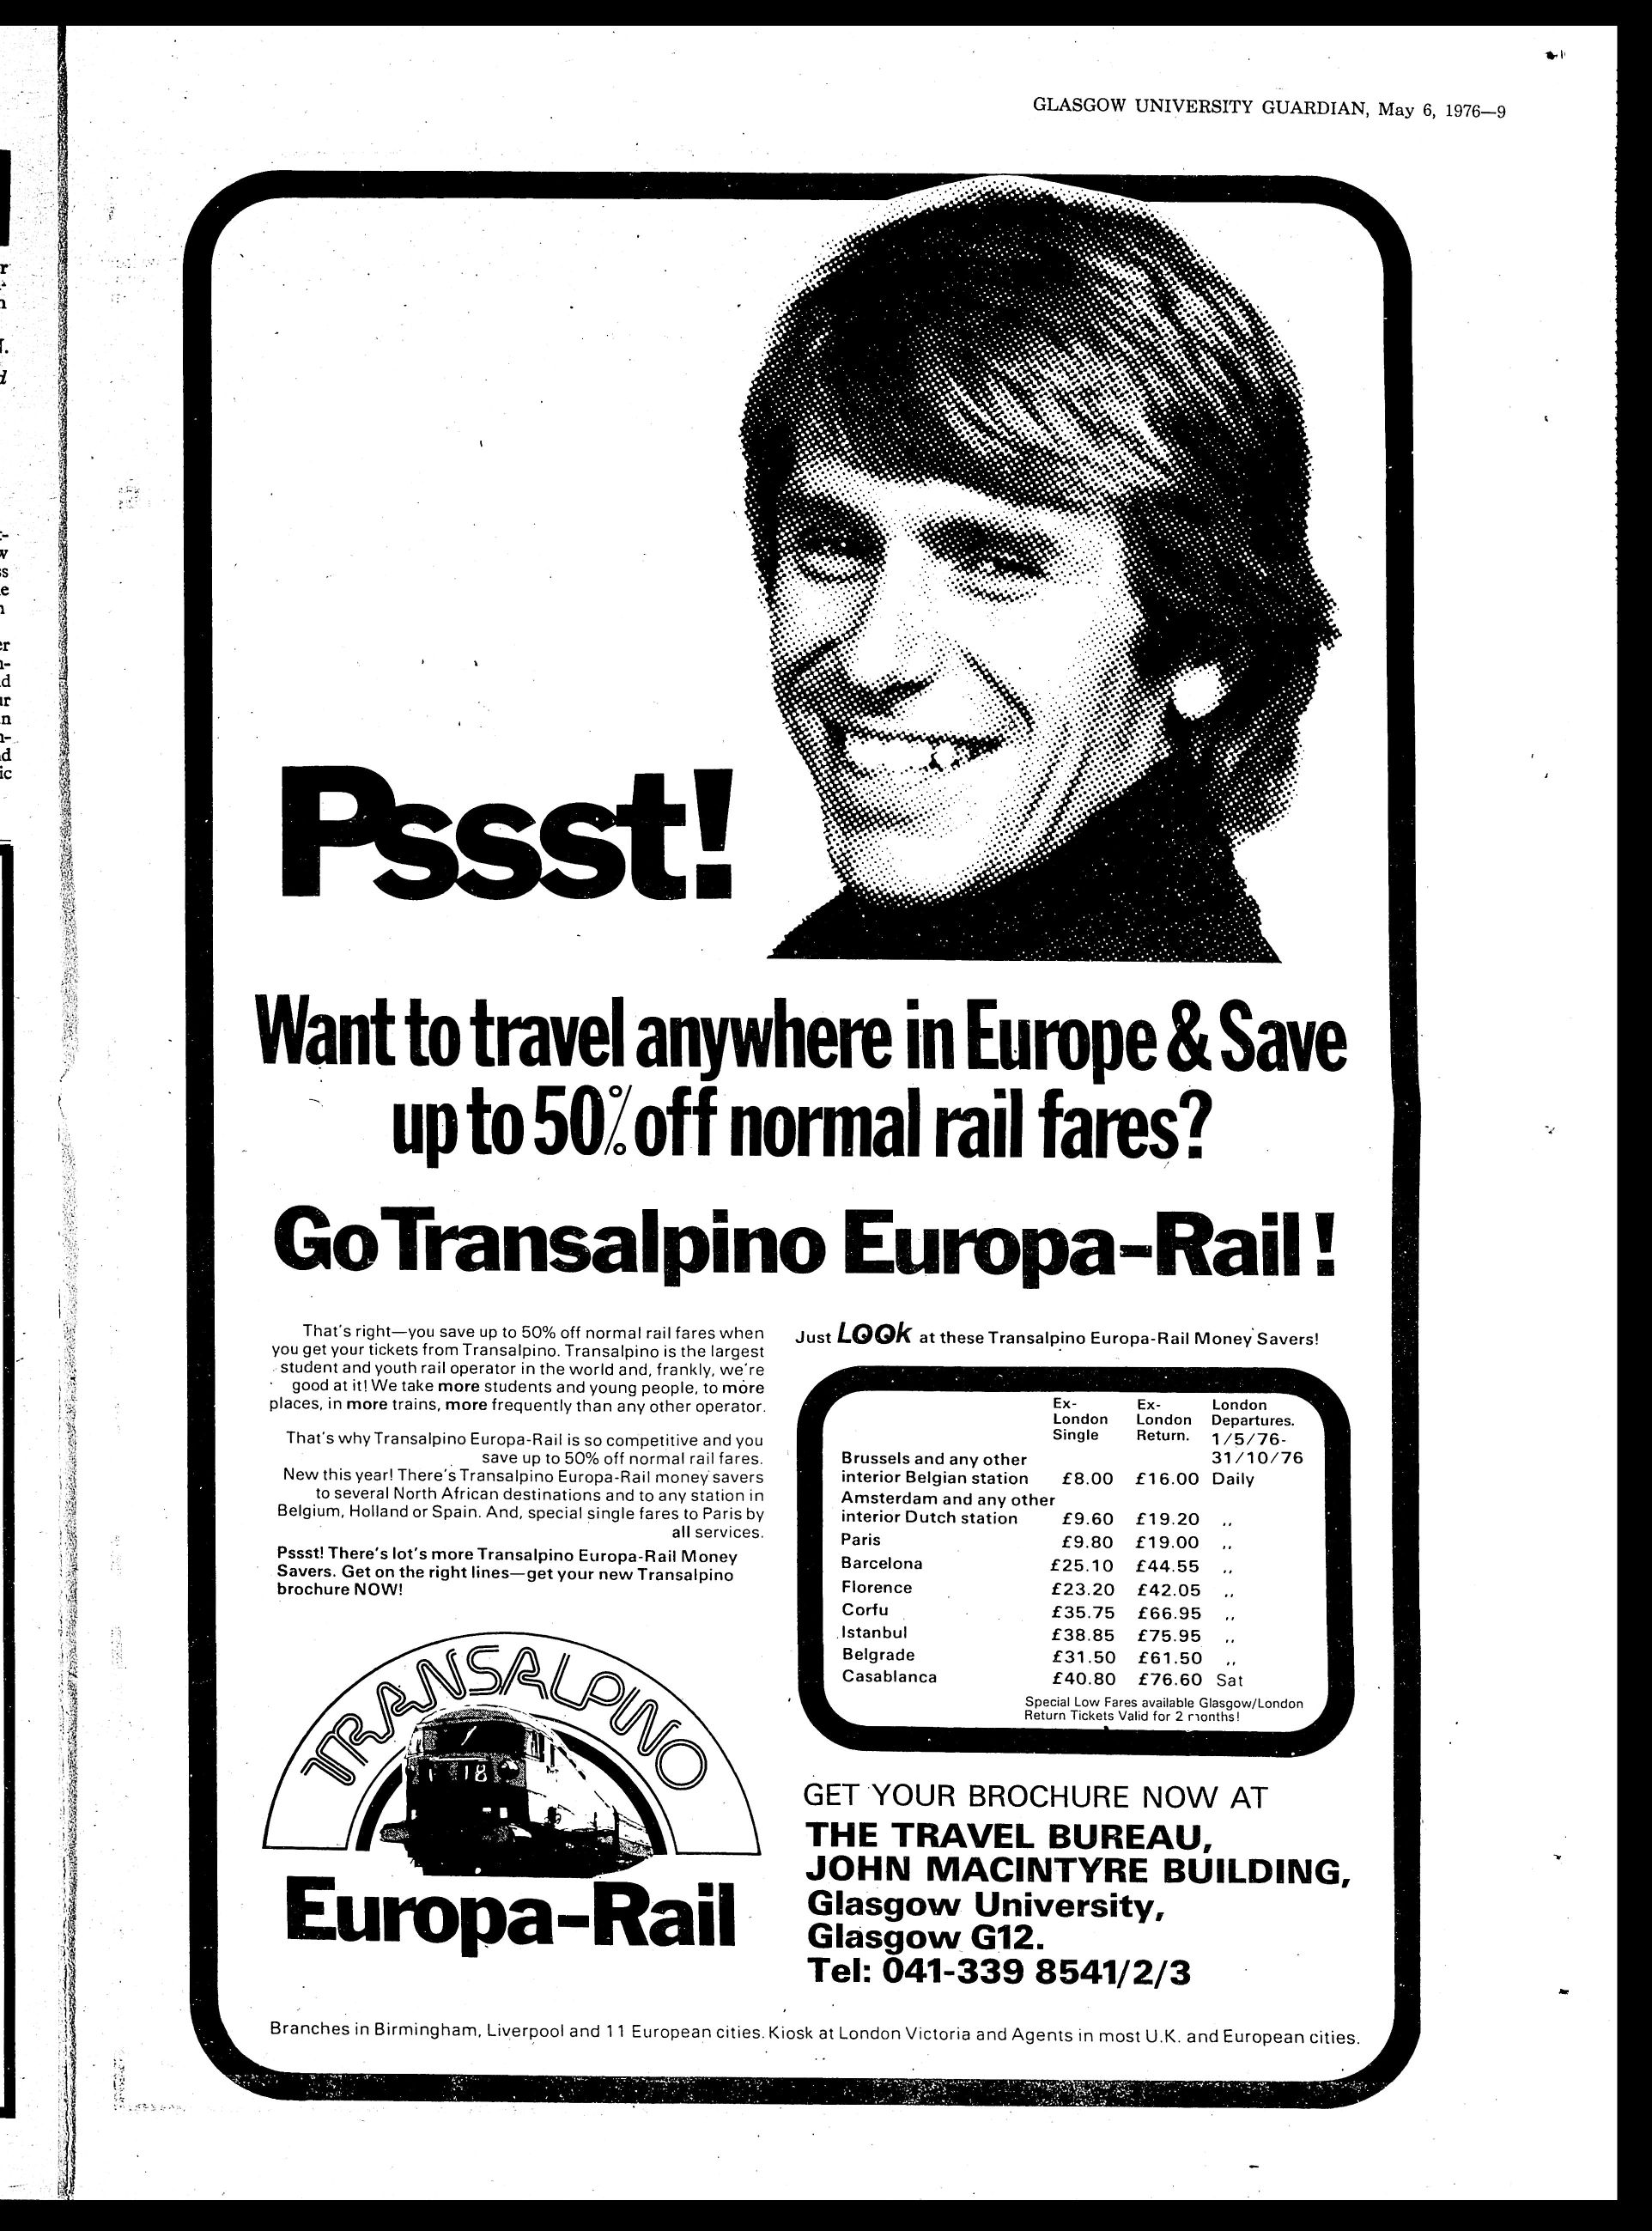 GLASGOW UNIVERSITY GUARDIAN, May 6, 1976—9
Pssst!
Want to travel anywhere in Europe & Save
up to 50% off normal rail fares?
Go Transalpino Europa-Rail!
That's right—you save up to 50% off normal rail fares when
you get your tickets from Transalpino. Transalpino is the largest
student and youth rail operator in the world and, frankly, we're
good at it! We take more students and young people, to more
places, in more trains, more frequently than any other operator.
That's why Transalpino Europa-Rail is so competitive and you
save up to 50% off normal rail fares.
New this year! There's Transalpino Europa-Rail money savers
to several North African destinations and to any station in
Belgium, Holland or Spain. And, special single fares to Paris by
all services.
Pssst! There's lot's more Transalpino Europa-Rail Money
Savers. Get on the right lines—get your new Transalpino
brochure NOW!
TRANSALPINO
18
Europa-Rail
Just LOOk at these Transalpino Europa-Rail Money Savers!
Ex- Ex- London
London London Departures.
Single Return. 1/5/76-
Brussels and any other 31/10/76
interior Belgian station £8.00 £16.00 Daily
Amsterdam and any other
interior Dutch station £9.60 £19.20 ,,
Paris £9.80 £19.00 ,,
Barcelona £25.10 £44.55 ,,
Florence £23.20 £42.05 ,,
Corfu £35.75 £66.95 ,,
Istanbul £38.85 £75.95 ,,
Belgrade £31.50 £61.50 ,,
Casablanca £40.80 £76.60 Sat
Special Low Fares available Glasgow/London
Return Tickets Valid for 2 months!
GET YOUR BROCHURE NOW AT
THE TRAVEL BUREAU,
JOHN MACINTYRE BUILDING,
Glasgow University,
Glasgow G12.
Tel: 041-339 8541/2/3
Branches in Birmingham, Liverpool and 11 European cities. Kiosk at London Victoria and Agents in most U.K. and European cities.